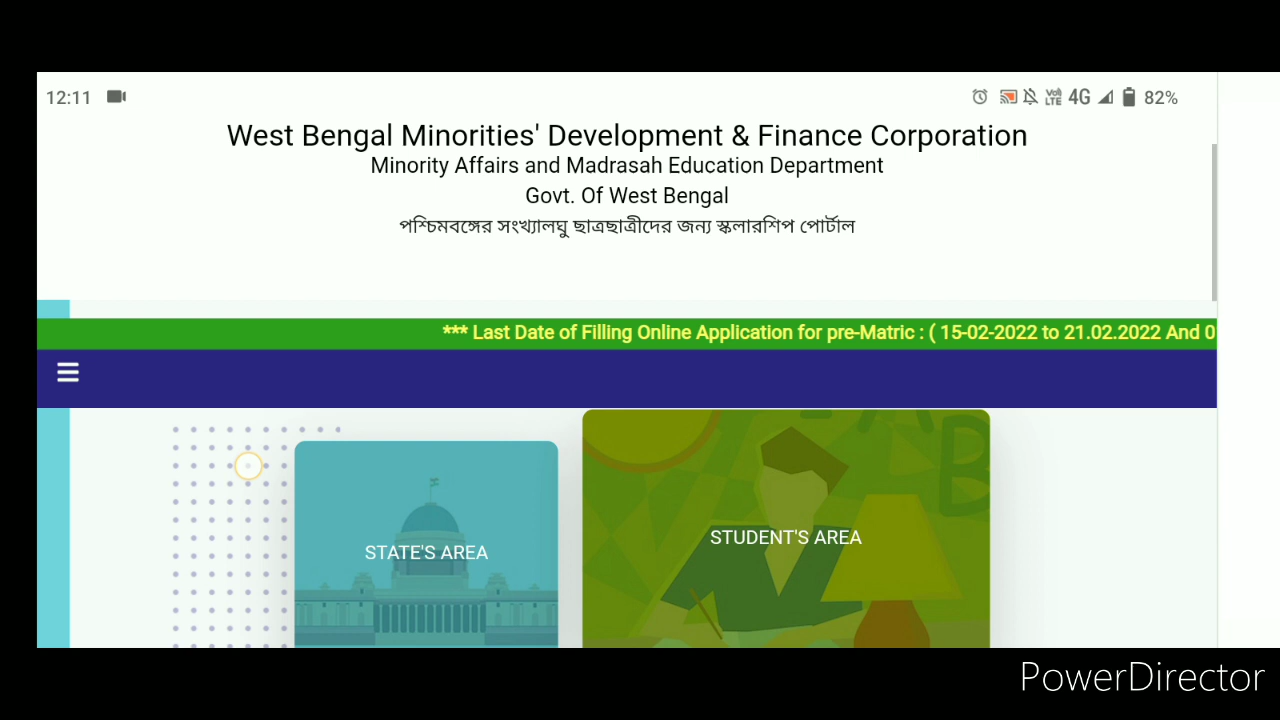 12:11 Vo) LTE 4G 82%
West Bengal Minorities' Development & Finance Corporation
Minority Affairs and Madrasah Education Department
Govt. Of West Bengal
পশ্চিমবঙ্গের সংখ্যালঘু ছাত্রছাত্রীদের জন্য স্কলারশিপ পোর্টাল
*** Last Date of Filling Online Application for pre-Matric : ( 15-02-2022 to 21.02.2022 And 0
STATE'S AREA
STUDENT'S AREA
B
PowerDirector